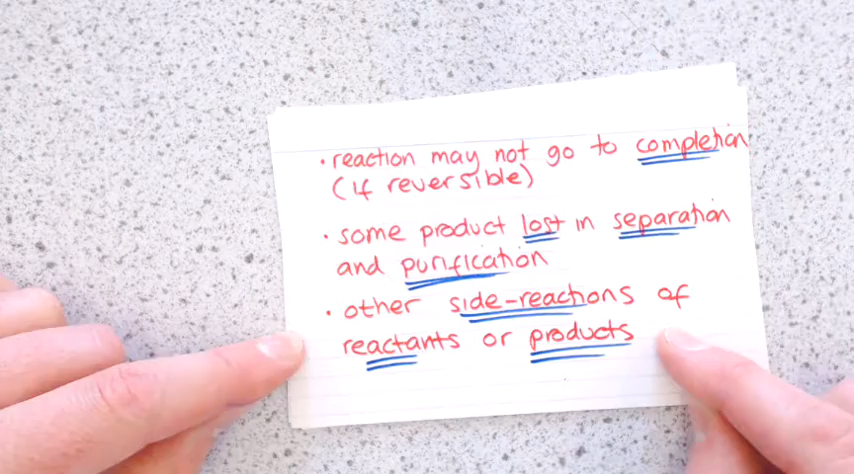 • reaction may not go to completion
(if reversible)
• some product lost in separation
and purification
• other side-reactions of
reactants or products